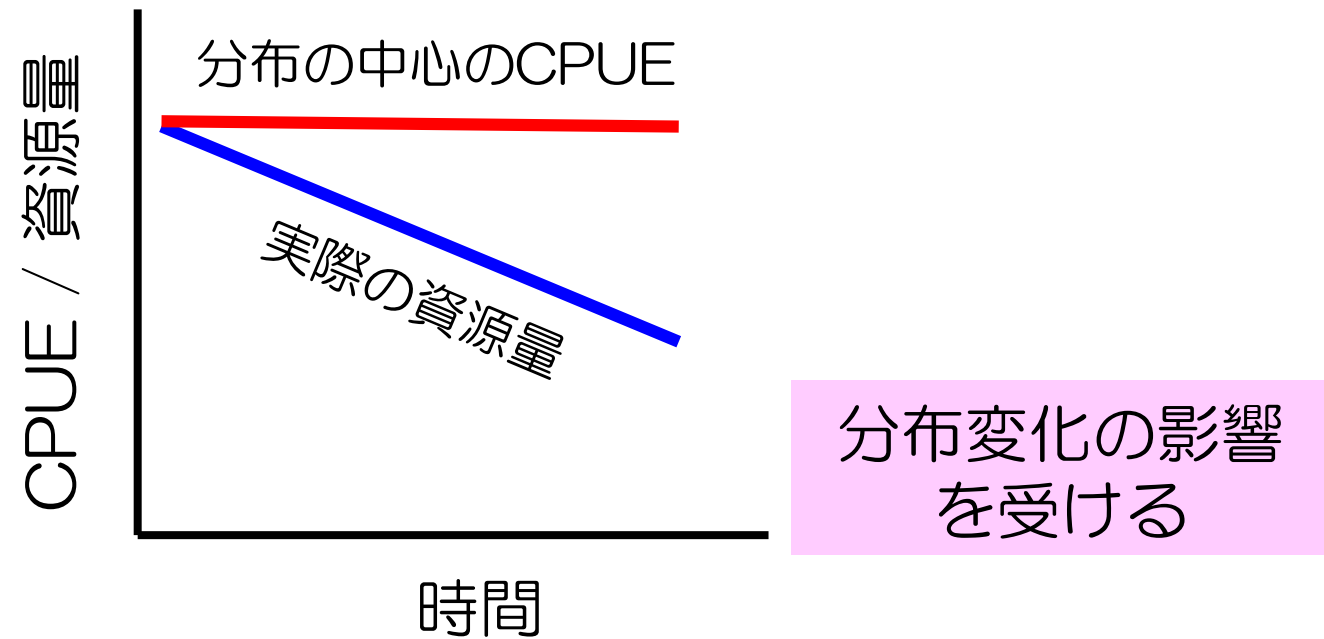 分布の中心のCPUE
CPUE / 資源量
実際の資源量
分布変化の影響
を受ける
時間